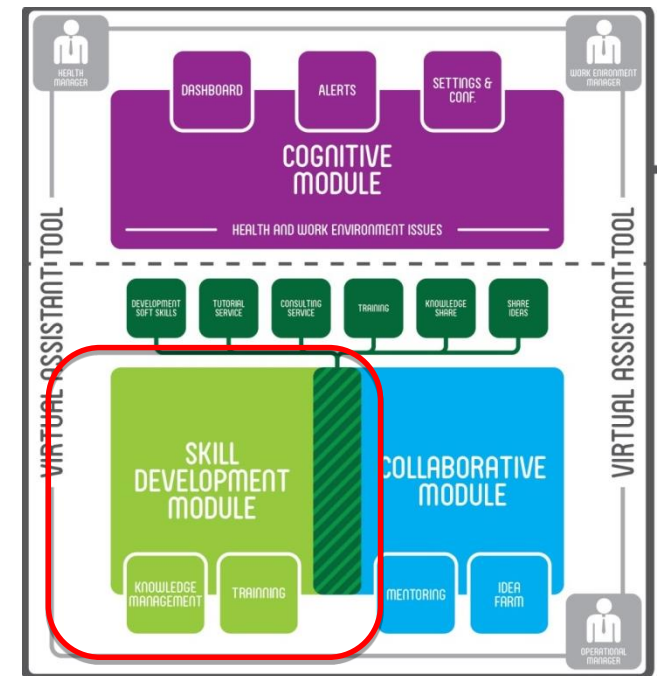 HEALTH
MANAGER
WORK ENIRONMENT
MANAGER
DASHBOARD
ALERTS
SETTINGS &
CONF.
COGNITIVE
MODULE
HEALTH AND WORK ENVIRONMENT ISSUES
VIRTUAL ASSISTANT TOOL
VIRTUAL ASSISTANT TOOL
DEVELOPMENT
SOFT SKILLS
TUTORIAL
SERVICE
CONSULTING
SERVICE
TRAINING
KNOWLEDGE
SHARE
SHARE
IDEAS
SKILL
DEVELOPMENT
MODULE
COLLABORATIVE
MODULE
KNOWLEDGE
MANAGEMENT
TRAINNING
MENTORING
IDEA
FARM
OPERATIONAL
MANAGER